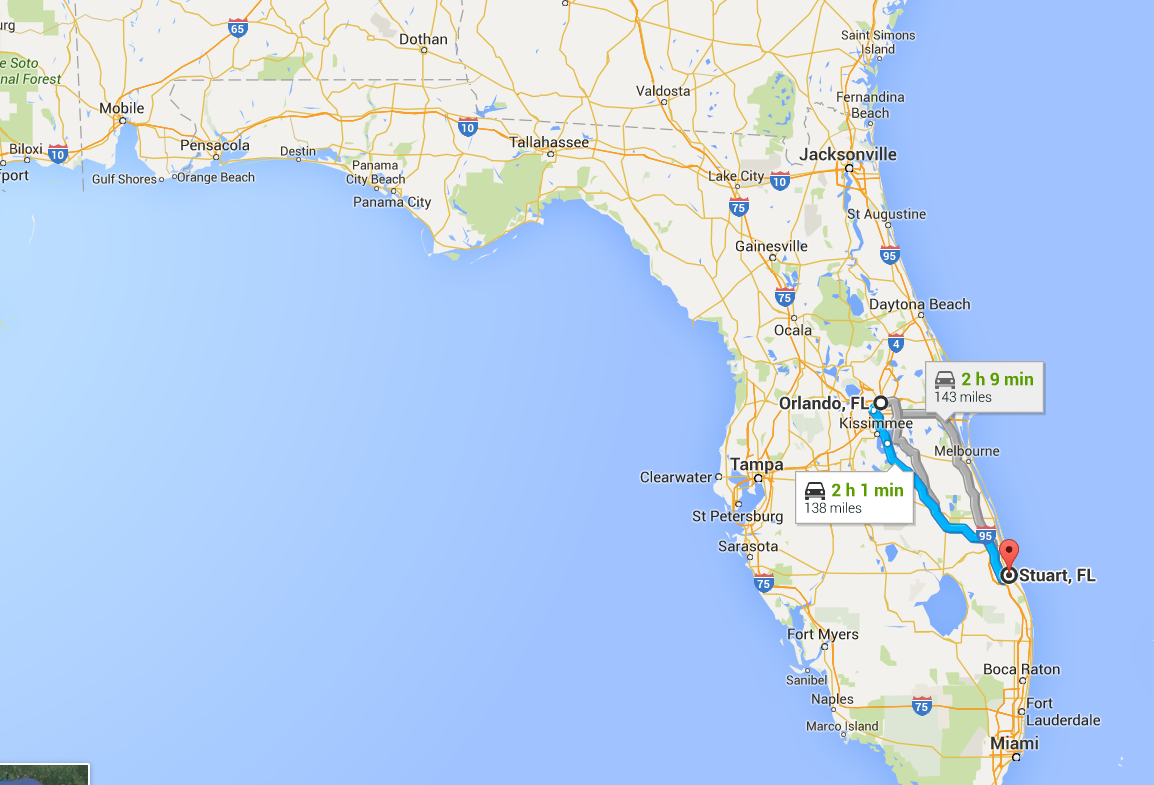 65
Dothan
Saint Simons
Island
Valdosta
Fernandina
Beach
Mobile
Biloxi
10
Pensacola
Destin
10
Tallahassee
Jacksonville
Gulf Shores
Orange Beach
Panama
City Beach
Panama City
Lake City
10
75
St Augustine
Gainesville
95
75
Daytona Beach
Ocala
4
2 h 9 min
143 miles
Orlando, FL
Kissimmee
Melbourne
Tampa
Clearwater
2 h 1 min
138 miles
St Petersburg
95
Sarasota
75
Stuart, FL
Fort Myers
Sanibel
Boca Raton
Naples
75
Fort
Lauderdale
Marco Island
Miami
e Soto
nal Forest
fport